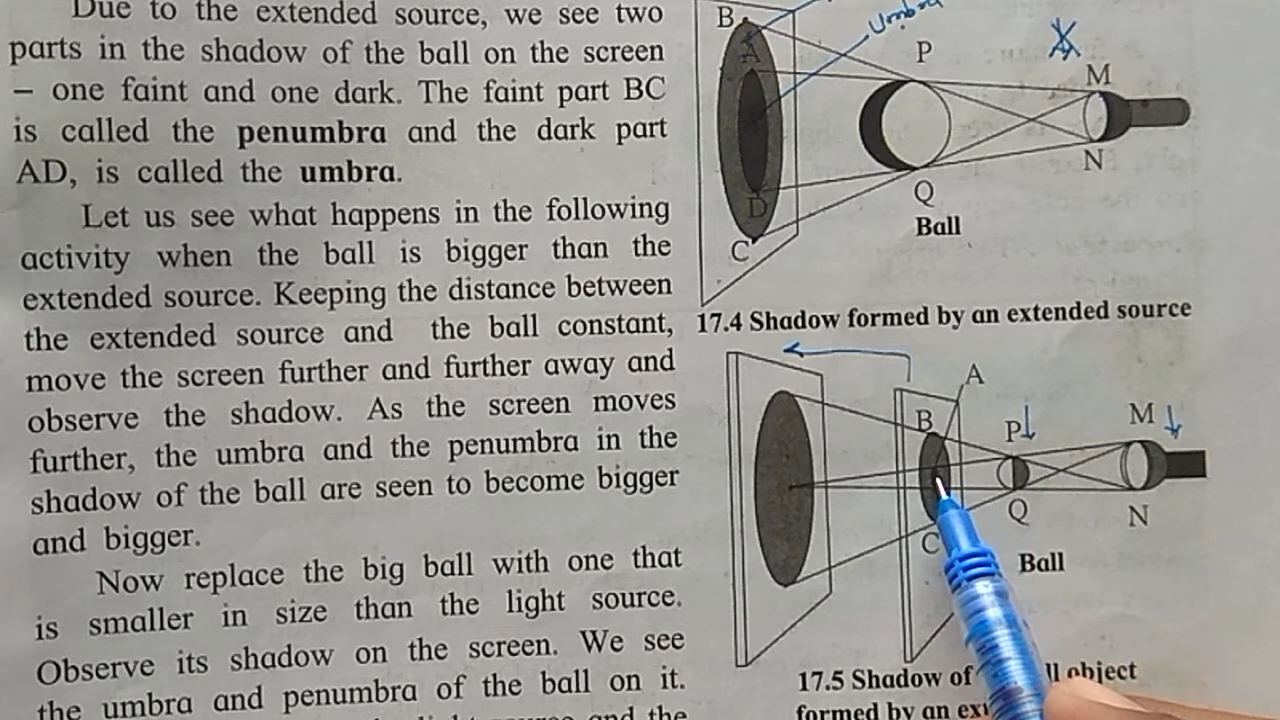 Due to the extended source, we see two
parts in the shadow of the ball on the screen
– one faint and one dark. The faint part BC
is called the penumbra and the dark part
AD, is called the umbra.
Let us see what happens in the following
activity when the ball is bigger than the
extended source. Keeping the distance between
the extended source and the ball constant,
move the screen further and further away and
observe the shadow. As the screen moves
further, the umbra and the penumbra in the
shadow of the ball are seen to become bigger
and bigger.
Now replace the big ball with one that
is smaller in size than the light source.
Observe its shadow on the screen. We see
the umbra and penumbra of the ball on it.
and the
B
A
Umbra
P
M
N
Q
D
C
Ball
17.4 Shadow formed by an extended source
A
B
P
M
Q
N
C
Ball
17.5 Shadow of object
formed by an